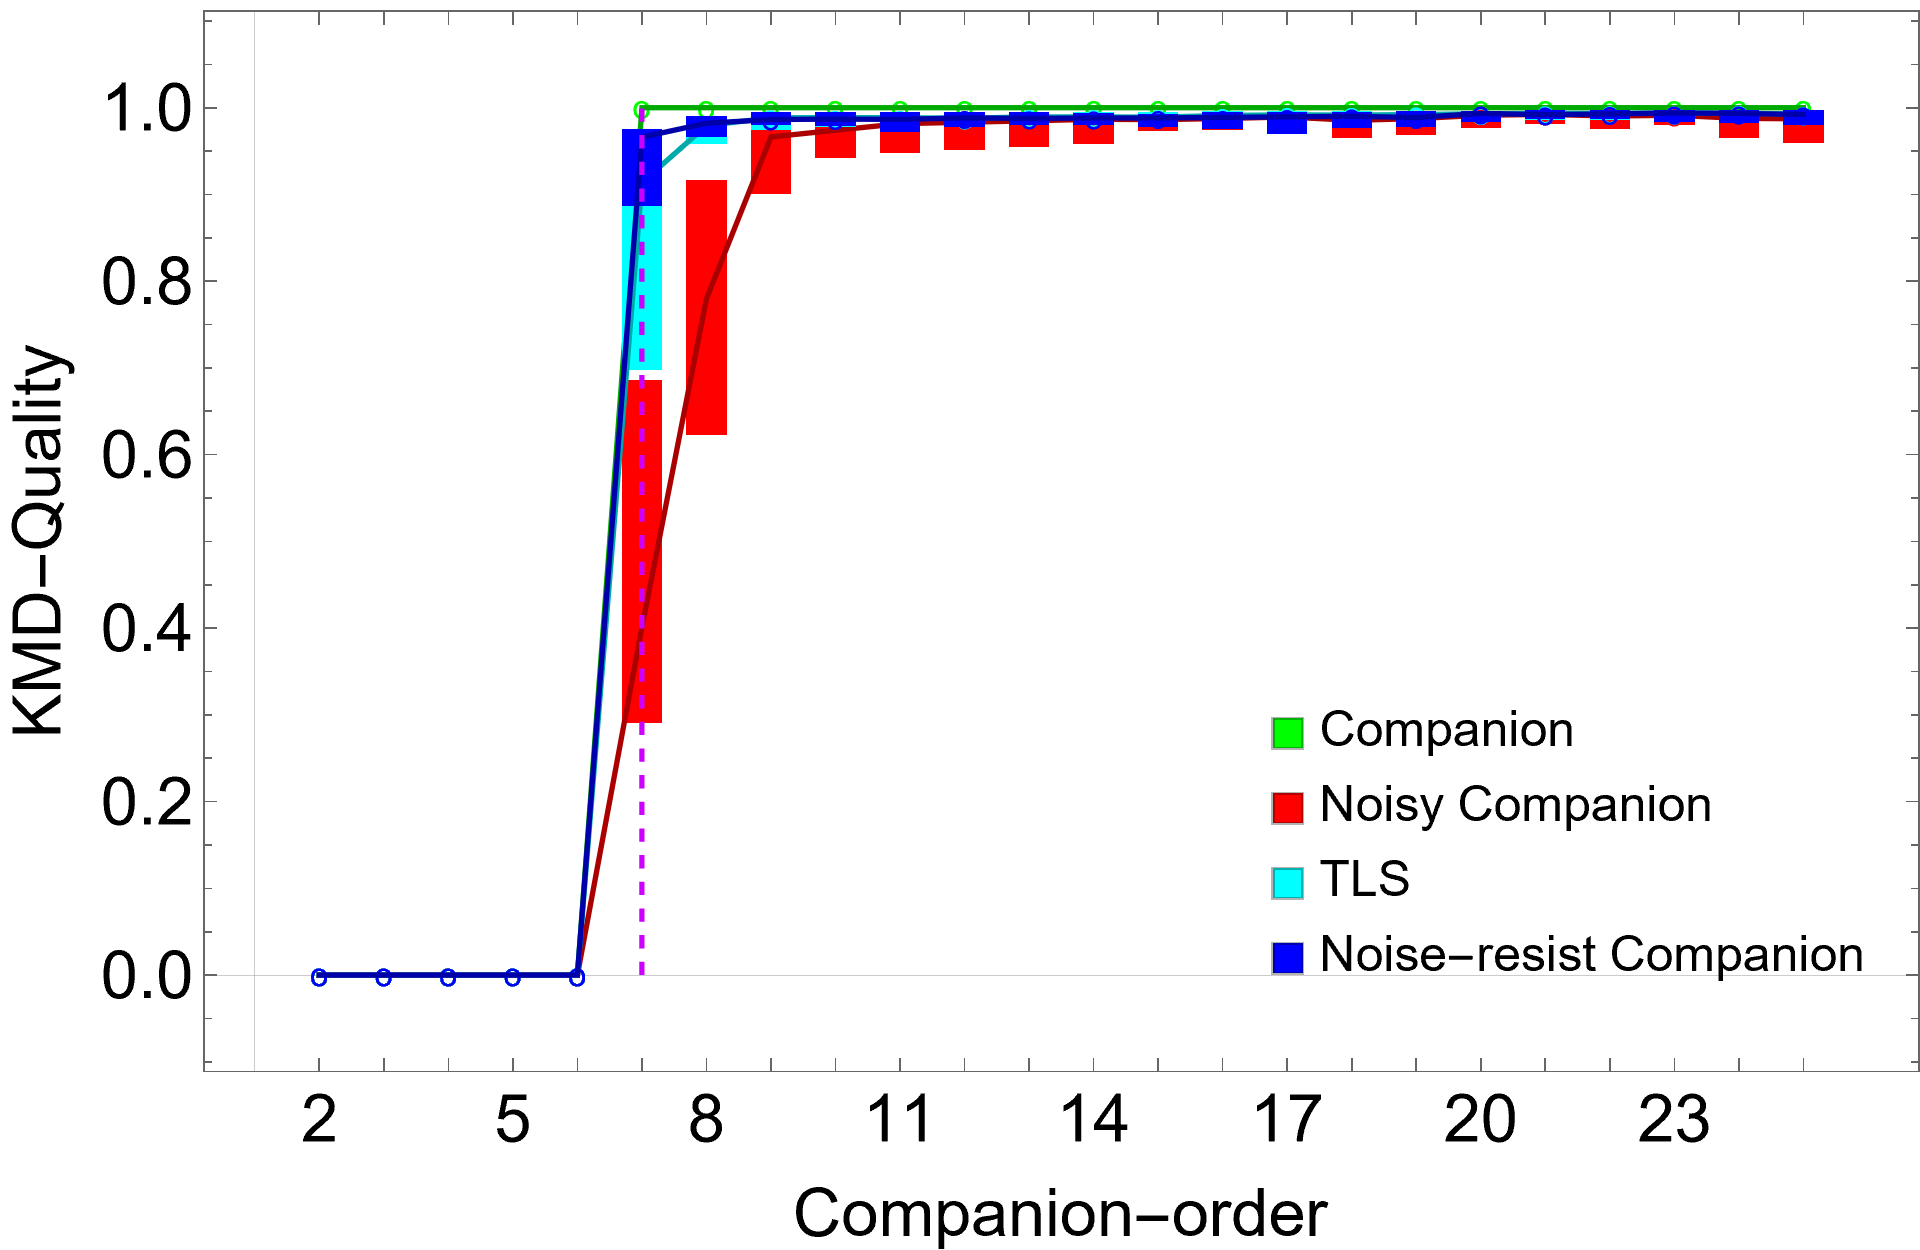 KMD−Quality
1.0
0.8
0.6
0.4
0.2
0.0
Companion
Noisy Companion
TLS
Noise−resist Companion
2 5 8 11 14 17 20 23
Companion−order